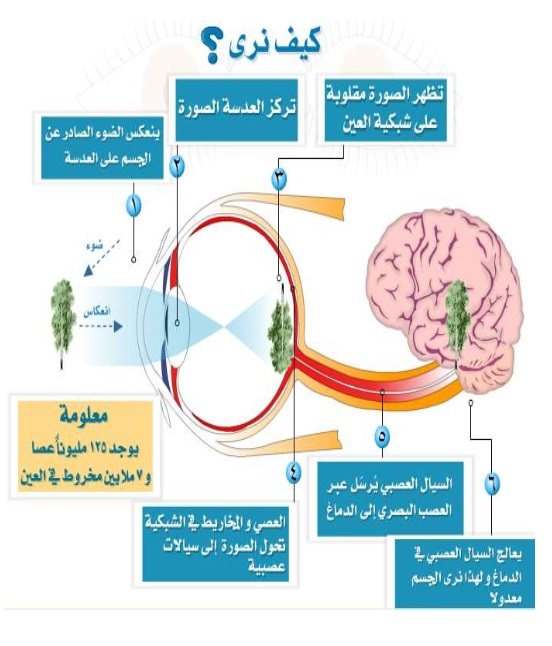 كيف نرى ؟
١
ينعكس الضوء الصادر عن
الجسم على العدسة
٢
تركز العدسة الصورة
٣
تظهر الصورة مقلوبة
على شبكية العين
ضوء
انعكاس
معلومة
يوجد ١٢٥ مليوناً عصا
و٧ ملايين مخروط في العين
٤
العصي والمخاريط في الشبكية
تحول الصورة إلى سيالات
عصبية
٥
السيال العصبي يُرسَل عبر
العصب البصري إلى الدماغ
٦
يعالج السيال العصبي في
الدماغ ولهذا نرى الجسم
معدولا